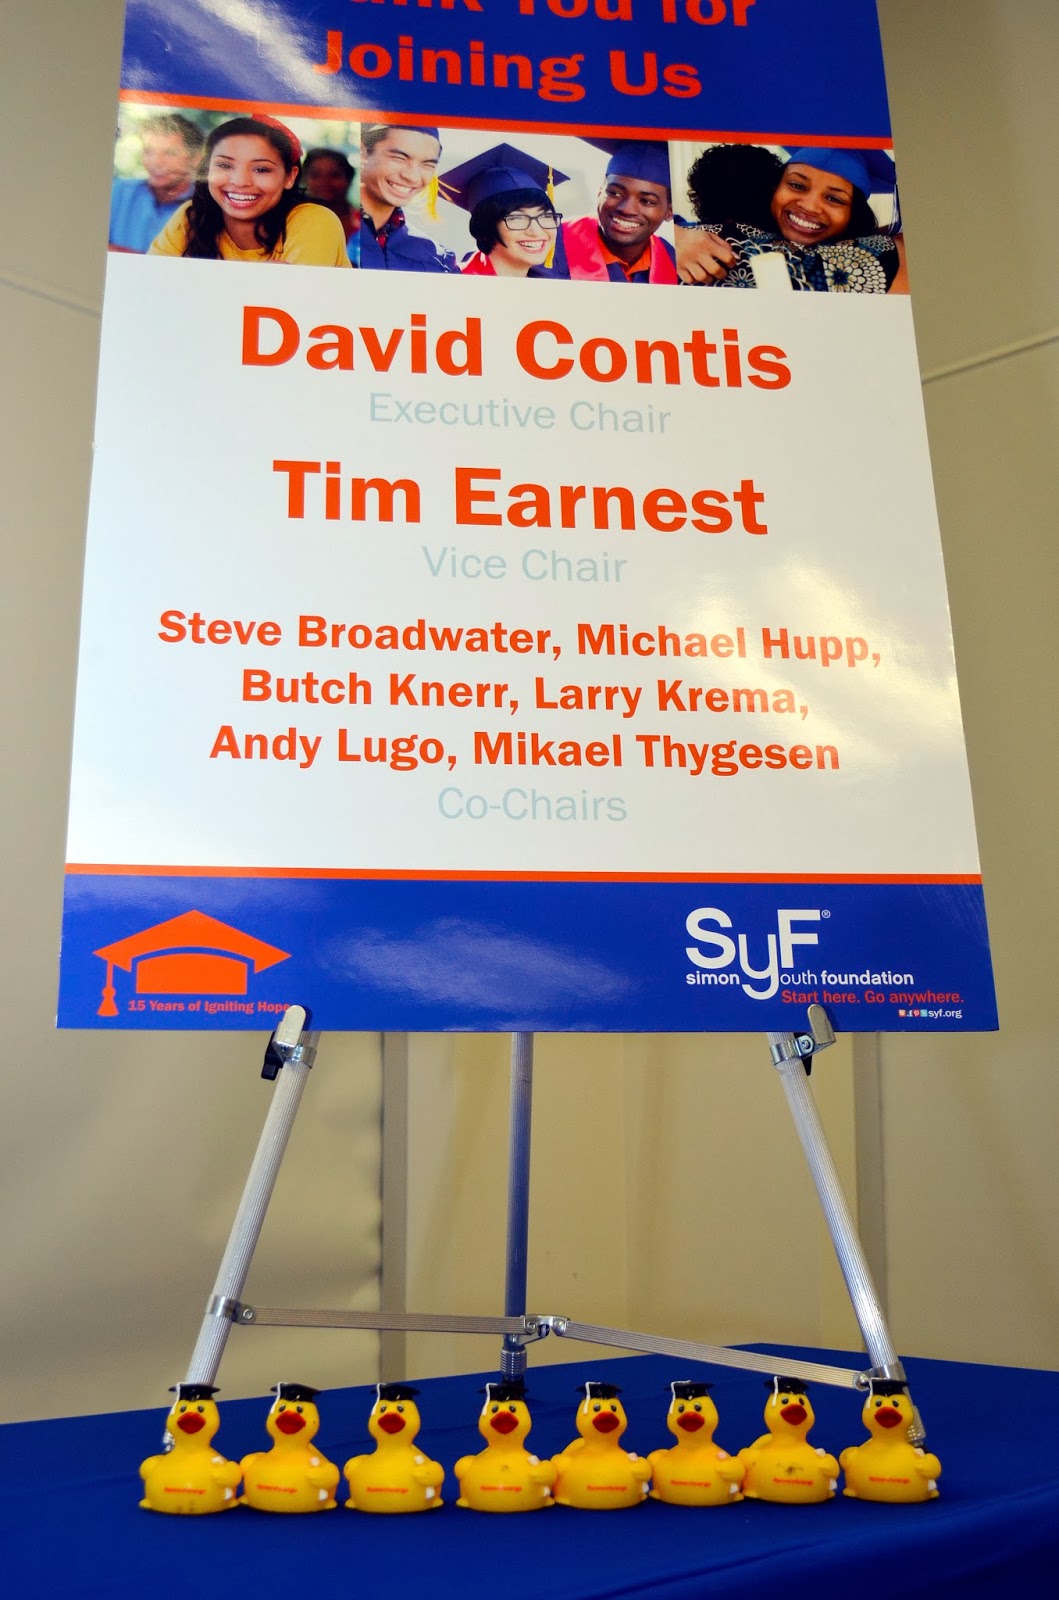 You for
Joining Us
David Contis
Executive Chair
Tim Earnest
Vice Chair
Steve Broadwater, Michael Hupp,
Butch Knerr, Larry Krema,
Andy Lugo, Mikael Thygesen
Co-Chairs
15 Years of Igniting Hope
SyF®
simon youth foundation
Start here. Go anywhere.
syf.org